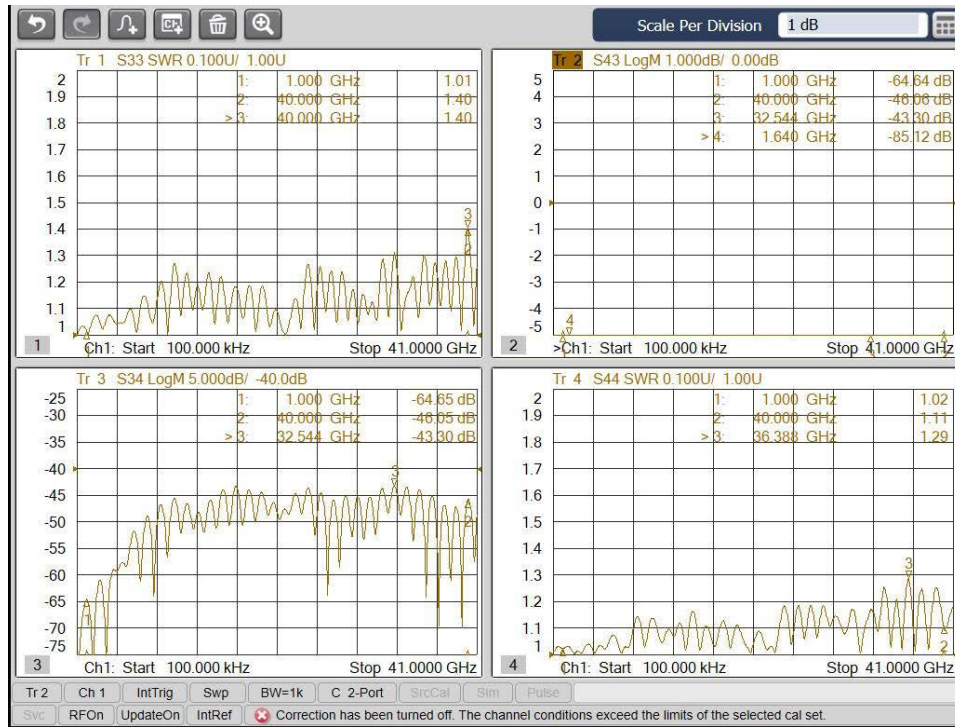 Scale Per Division 1 dB
Tr 1 S33 SWR 0.100U/ 1.00U
2
1.9
1.8
1.7
1.6
1.5
1.4
1.3
1.2
1.1
1
1: 1.000 GHz 1.01
2: 40.000 GHz 1.40
> 3: 40.000 GHz 1.40
3
2
1
1
Ch1: Start 100.000 kHz Stop 41.0000 GHz
Tr 2 S43 LogM 1.000dB/ 0.00dB
5
4
3
2
1
0
-1
-2
-3
-4
-5
1: 1.000 GHz -64.64 dB
2: 40.000 GHz -46.06 dB
3: 32.544 GHz -43.30 dB
> 4: 1.640 GHz -85.12 dB
4
2
>Ch1: Start 100.000 kHz Stop 41.0000 GHz
Tr 3 S34 LogM 5.000dB/ -40.0dB
-25
-30
-35
-40
-45
-50
-55
-60
-65
-70
-75
1: 1.000 GHz -64.65 dB
2: 40.000 GHz -46.05 dB
> 3: 32.544 GHz -43.30 dB
3
2
1
3
Ch1: Start 100.000 kHz Stop 41.0000 GHz
Tr 4 S44 SWR 0.100U/ 1.00U
2
1.9
1.8
1.7
1.6
1.5
1.4
1.3
1.2
1.1
1
1: 1.000 GHz 1.02
2: 40.000 GHz 1.11
> 3: 36.388 GHz 1.29
3
2
4
Ch1: Start 100.000 kHz Stop 41.0000 GHz
Tr 2 Ch 1 IntTrig Swp BW=1k C 2-Port SrcCal Sim Pulse
Svc RFOn UpdateOn IntRef Correction has been turned off. The channel conditions exceed the limits of the selected cal set.